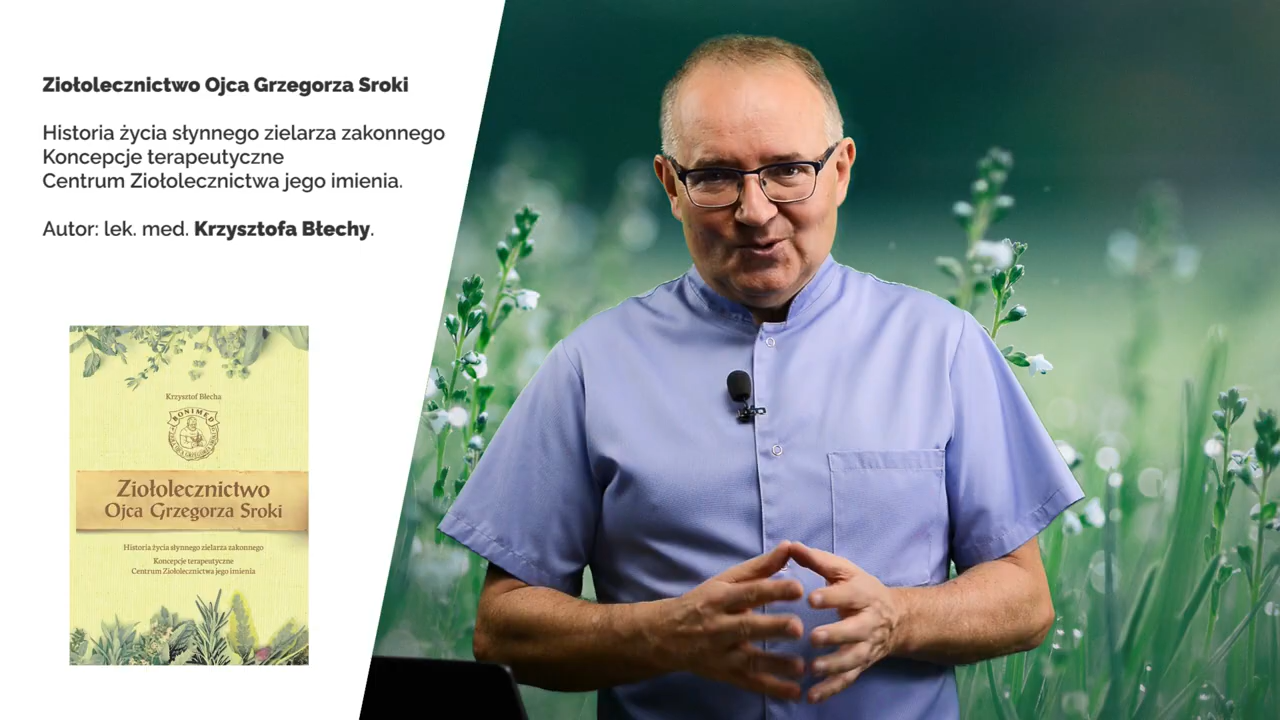 Ziołolecznictwo Ojca Grzegorza Sroki
Historia życia słynnego zielarza zakonnego
Koncepcje terapeutyczne
Centrum Ziołolecznictwa jego imienia.
Autor: lek. med. Krzysztofa Błechy.
Krzysztof Błecha
BONIMED
Ziołolecznictwo
Ojca Grzegorza Sroki
Historia życia słynnego zielarza zakonnego
Koncepcje terapeutyczne
Centrum Ziołolecznictwa jego imienia